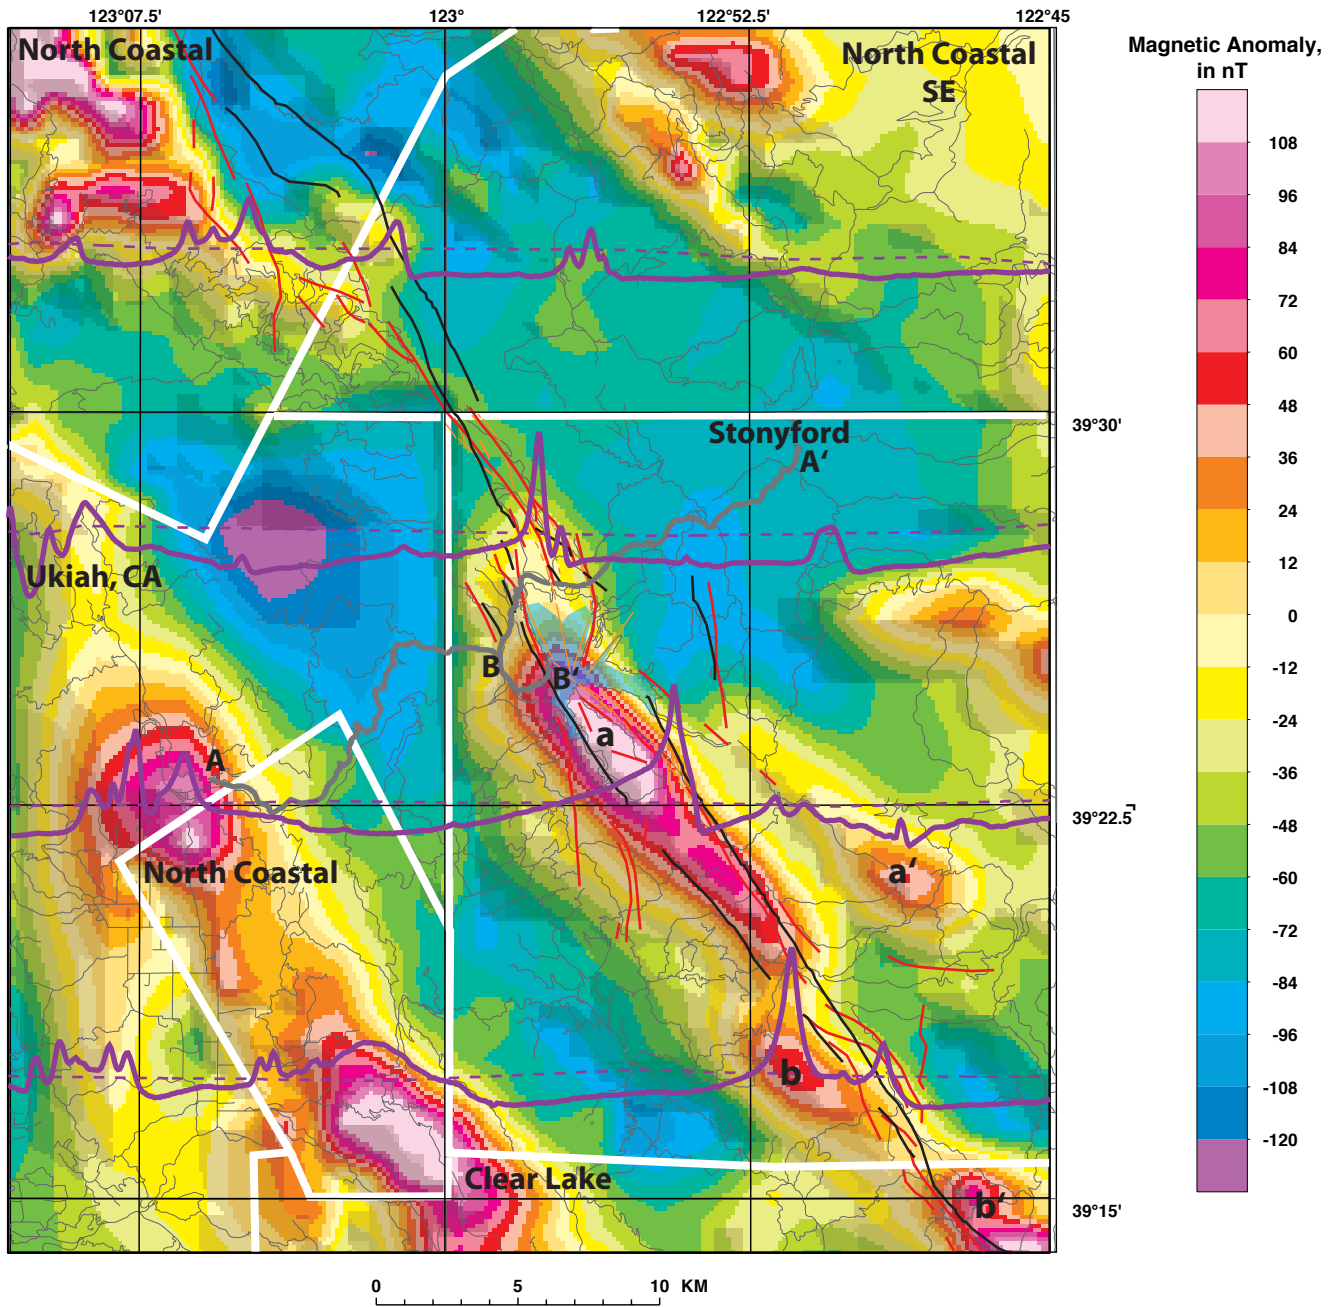 123°07.5'
123°
122°52.5'
122°45
North Coastal
North Coastal
SE
Magnetic Anomaly,
in nT
108
96
84
72
60
48
36
24
12
0
-12
-24
-36
-48
-60
-72
-84
-96
-108
-120
39°30'
Stonyford
A'
Ukiah, CA
B
B'
a
A
39°22.5'
North Coastal
a'
b
Clear Lake
b'
39°15'
0 5 10 KM